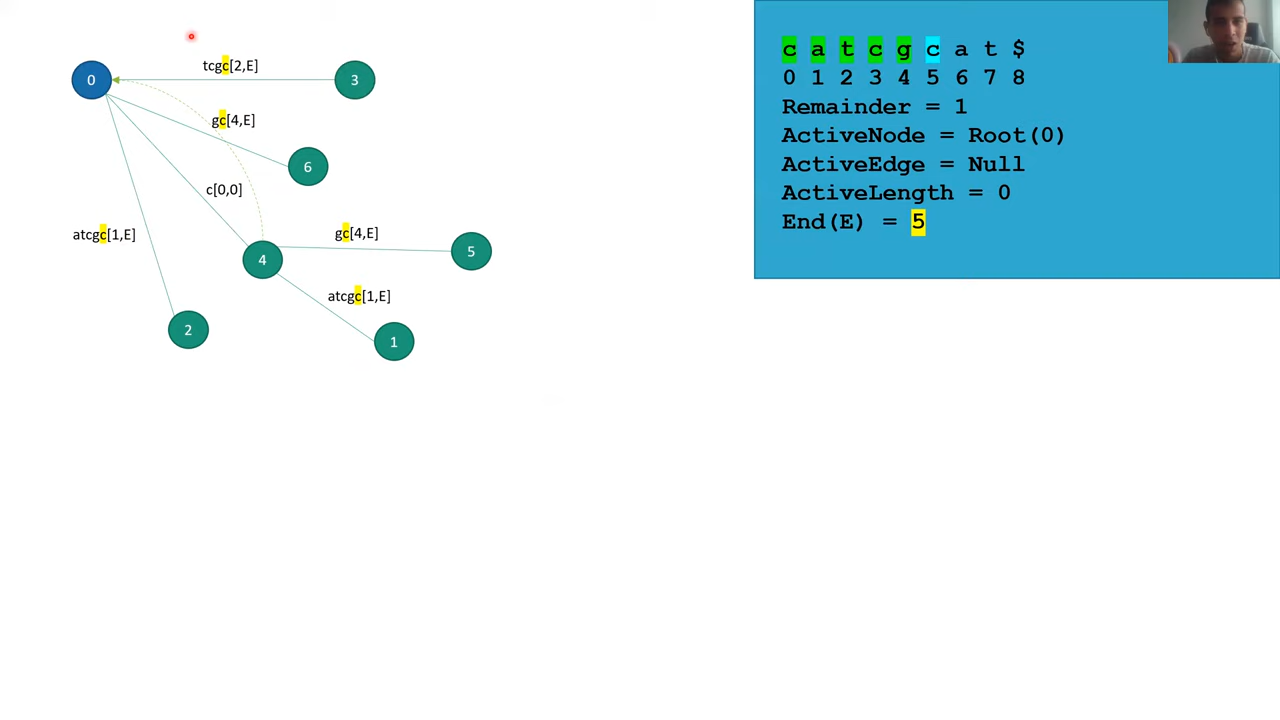 0
tcgc[2,E]
3
gc[4,E]
6
c[0,0]
atcgc[1,E]
gc[4,E]
4
5
atcgc[1,E]
2
1
c a t c g c a t $
0 1 2 3 4 5 6 7 8
Remainder = 1
ActiveNode = Root(0)
ActiveEdge = Null
ActiveLength = 0
End(E) = 5